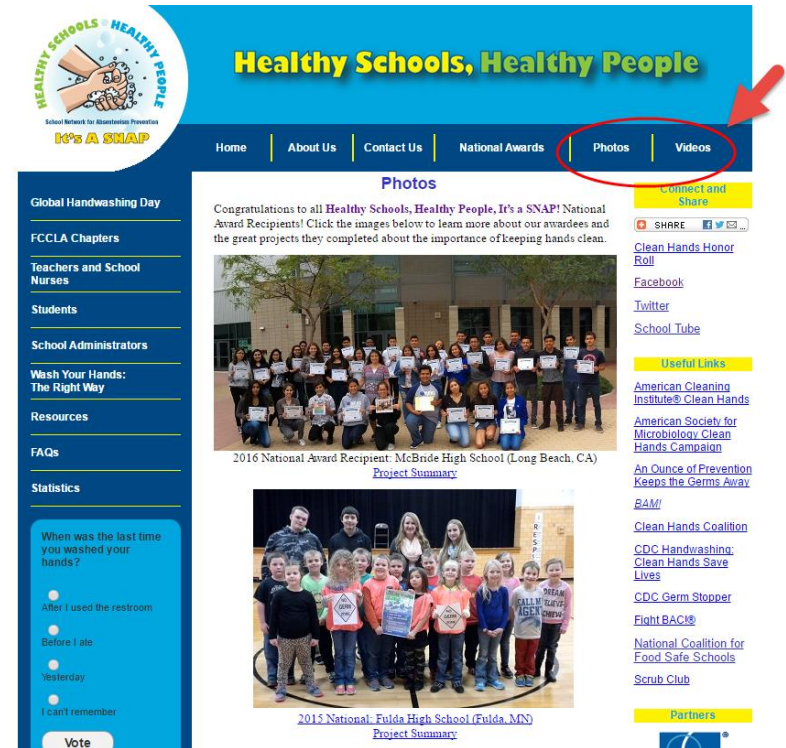 HEALTHY SCHOOLS HEALTHY PEOPLE
School Network for Absenteeism Prevention
It's A SNAP
Healthy Schools, Healthy People
Home
About Us
Contact Us
National Awards
Photos
Videos
Global Handwashing Day
FCCLA Chapters
Teachers and School
Nurses
Students
School Administrators
Wash Your Hands:
The Right Way
Resources
FAQs
Statistics
When was the last time
you washed your
hands?
After I used the restroom
Before I ate
Yesterday
I can't remember
Vote
Photos
Congratulations to all Healthy Schools, Healthy People, It's a SNAP! National
Award Recipients! Click the images below to learn more about our awardees and
the great projects they completed about the importance of keeping hands clean.
2016 National Award Recipient: McBride High School (Long Beach, CA)
Project Summary
RESP
NO
GERM
ZONE
CALL M
AGEN
DREAM
BELIEVE
ACHIEVE
2015 National: Fulda High School (Fulda, MN)
Project Summary
Connect and
Share
SHARE
Clean Hands Honor
Roll
Facebook
Twitter
School Tube
Useful Links
American Cleaning
Institute® Clean Hands
American Society for
Microbiology Clean
Hands Campaign
An Ounce of Prevention
Keeps the Germs Away
BAM!
Clean Hands Coalition
CDC Handwashing:
Clean Hands Save
Lives
CDC Germ Stopper
Fight BAC!®
National Coalition for
Food Safe Schools
Scrub Club
Partners